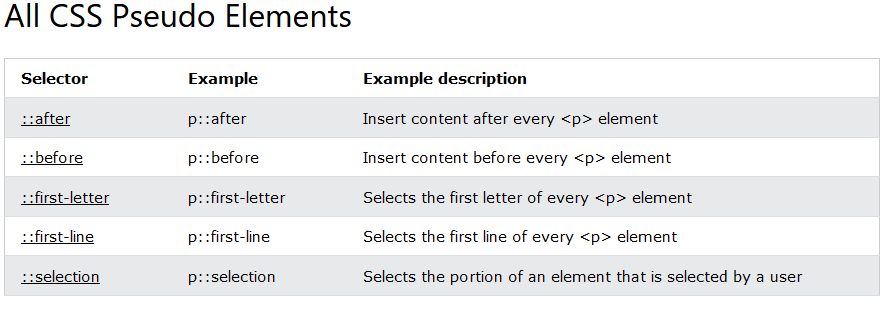 All CSS Pseudo Elements
Selector Example Example description
::after p::after Insert content after every <p> element
::before p::before Insert content before every <p> element
::first-letter p::first-letter Selects the first letter of every <p> element
::first-line p::first-line Selects the first line of every <p> element
::selection p::selection Selects the portion of an element that is selected by a user